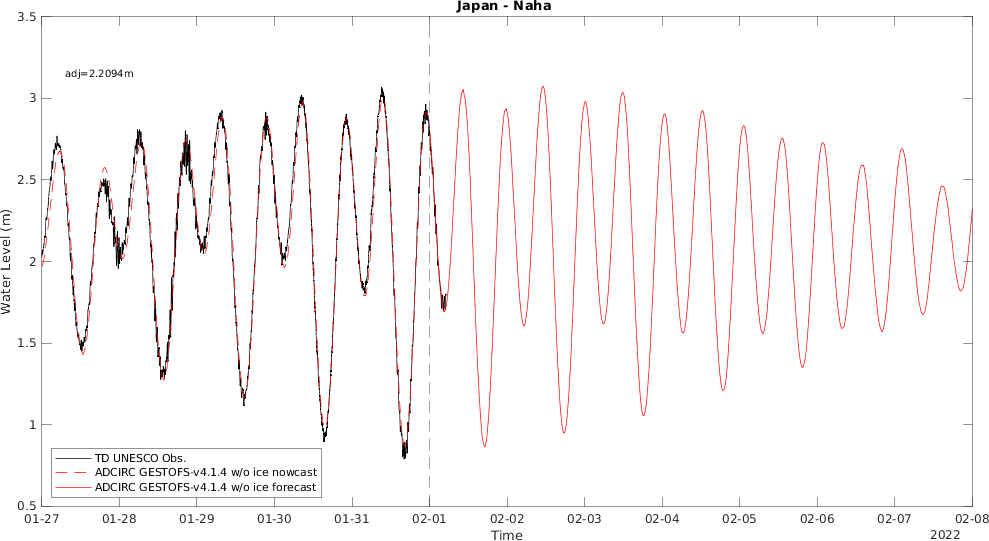 Japan - Naha
3.5
3
2.5
2
1.5
1
0.5
Water Level (m)
adj=2.2094m
TD UNESCO Obs.
ADCIRC GESTOFS-v4.1.4 w/o ice nowcast
ADCIRC GESTOFS-v4.1.4 w/o ice forecast
01-27 01-28 01-29 01-30 01-31 02-01 02-02 02-03 02-04 02-05 02-06 02-07 02-08
Time
2022